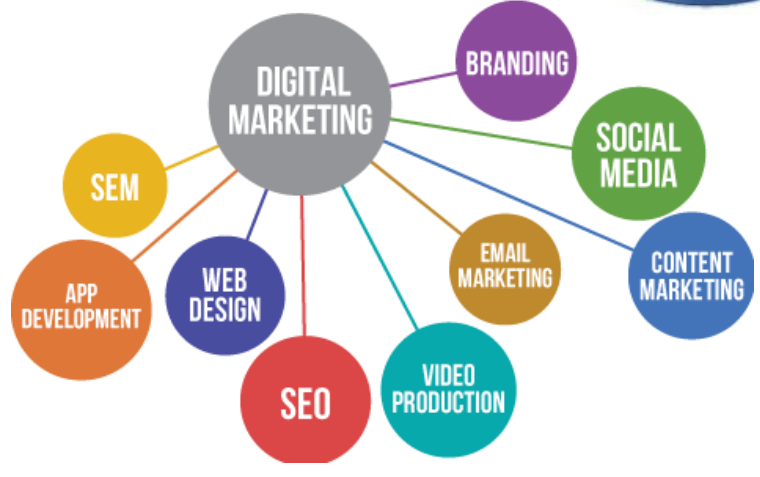 DIGITAL
MARKETING
BRANDING
SOCIAL
MEDIA
SEM
CONTENT
MARKETING
EMAIL
MARKETING
APP
DEVELOPMENT
WEB
DESIGN
SEO
VIDEO
PRODUCTION